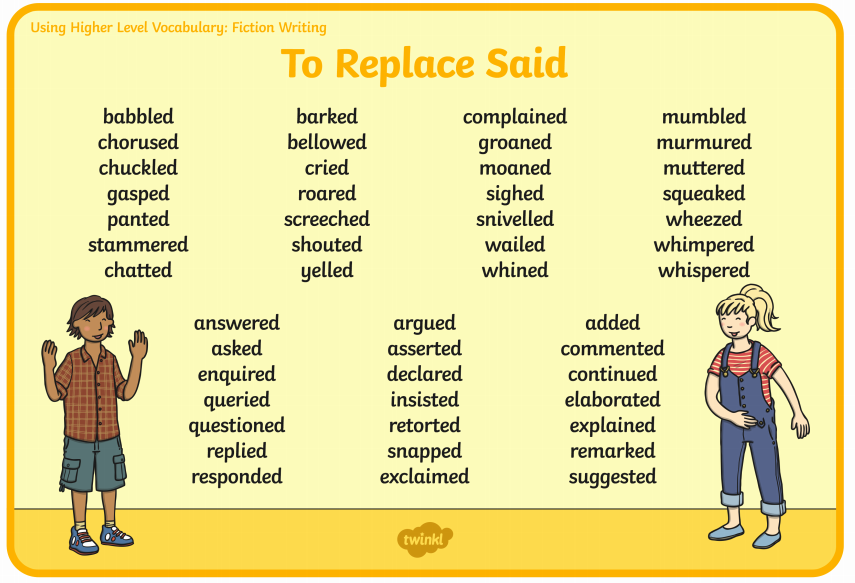 Using Higher Level Vocabulary: Fiction Writing
To Replace Said
babbled barked complained mumbled
chorused bellowed groaned murmured
chuckled cried moaned muttered
gasped roared sighed squeaked
panted screeched snivelled wheezed
stammered shouted wailed whimpered
chatted yelled whined whispered
answered argued added
asked asserted commented
enquired declared continued
queried insisted elaborated
questioned retorted explained
replied snapped remarked
responded exclaimed suggested
twinkl